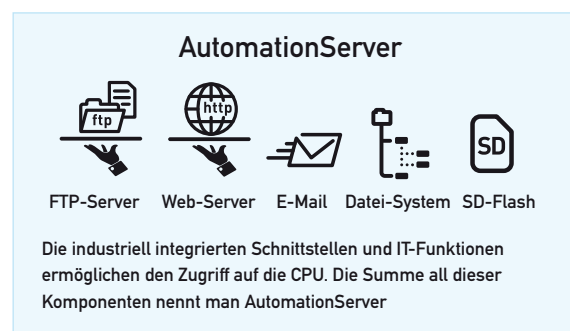 AutomationServer
ftp
http
SD
FTP-Server Web-Server E-Mail Datei-System SD-Flash
Die industriell integrierten Schnittstellen und IT-Funktionen
ermöglichen den Zugriff auf die CPU. Die Summe all dieser
Komponenten nennt man AutomationServer